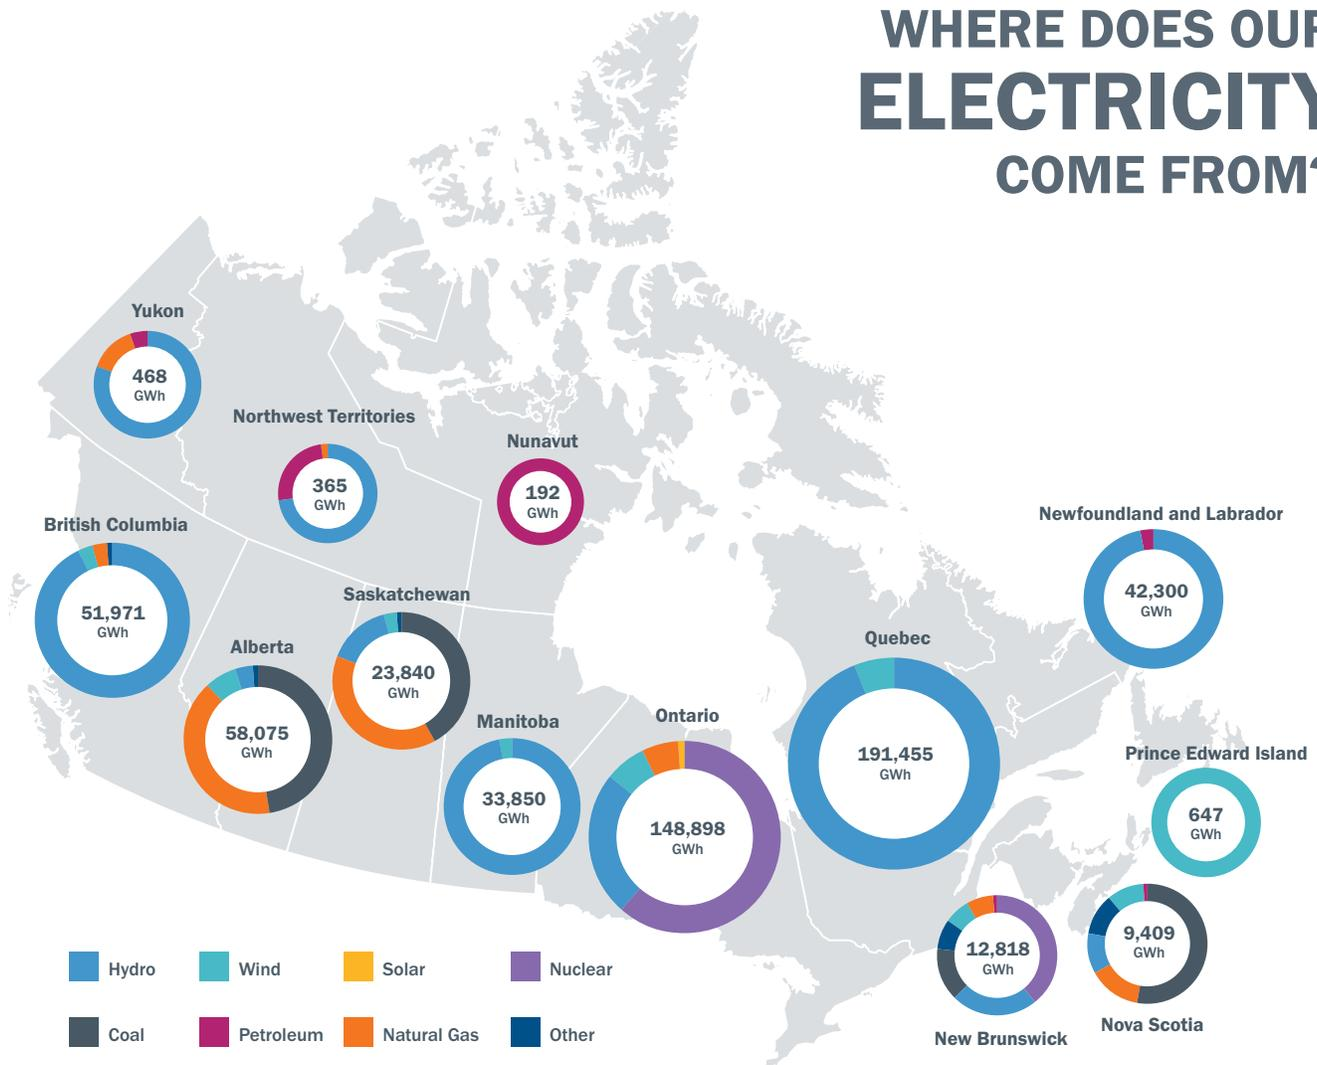 WHERE DOES OUR
ELECTRICITY
COME FROM?
Yukon
468
GWh
Northwest Territories
365
GWh
Nunavut
192
GWh
British Columbia
51,971
GWh
Alberta
58,075
GWh
Saskatchewan
23,840
GWh
Manitoba
33,850
GWh
Ontario
148,898
GWh
Quebec
191,455
GWh
Newfoundland and Labrador
42,300
GWh
Prince Edward Island
647
GWh
12,818
GWh
New Brunswick
9,409
GWh
Nova Scotia
Hydro
Wind
Solar
Nuclear
Coal
Petroleum
Natural Gas
Other